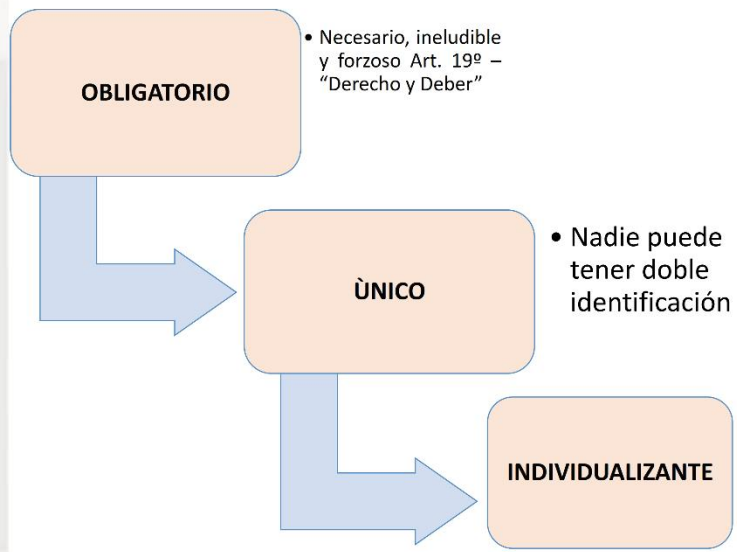 OBLIGATORIO
• Necesario, ineludible
y forzoso Art. 19º –
“Derecho y Deber”
ÙNICO
• Nadie puede
tener doble
identificación
INDIVIDUALIZANTE